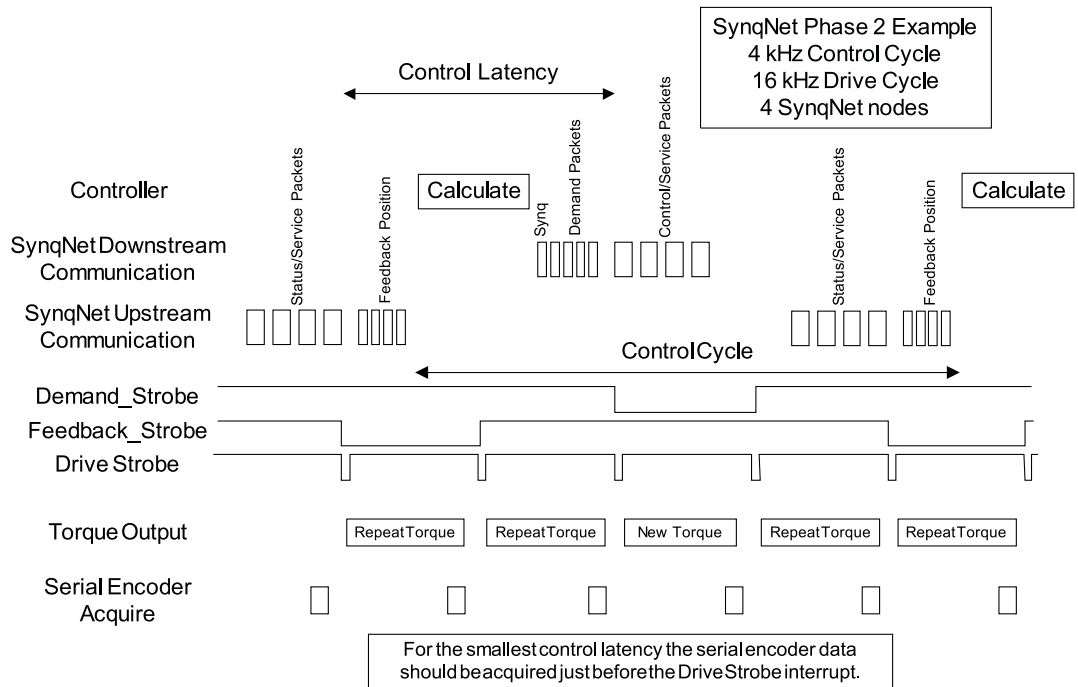 SynqNet Phase 2 Example
4 kHz Control Cycle
16 kHz Drive Cycle
4 SynqNet nodes
Control Latency
Controller
Status/Service Packets
Feedback Position
Calculate
Synq
Demand Packets
Control/Service Packets
Status/Service Packets
Feedback Position
Calculate
SynqNet Downstream
Communication
SynqNet Upstream
Communication
Control Cycle
Demand_Strobe
Feedback_Strobe
Drive Strobe
Torque Output
Repeat Torque
Repeat Torque
New Torque
Repeat Torque
Repeat Torque
Serial Encoder
Acquire
For the smallest control latency the serial encoder data
should be acquired just before the Drive Strobe interrupt.